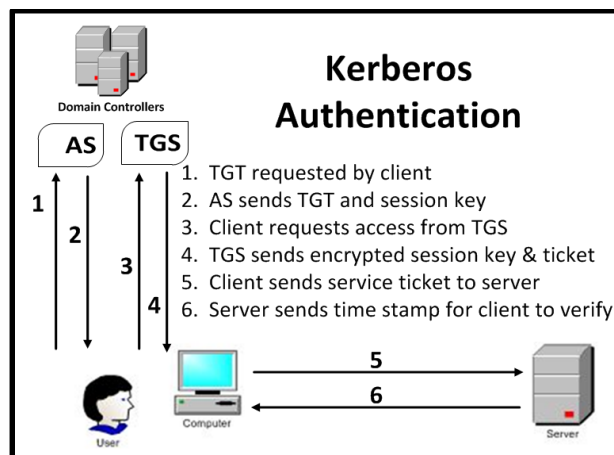 Kerberos
Authentication
Domain Controllers
AS
TGS
1. TGT requested by client
2. AS sends TGT and session key
3. Client requests access from TGS
4. TGS sends encrypted session key & ticket
5. Client sends service ticket to server
6. Server sends time stamp for client to verify
1
2
3
4
5
6
User
Computer
Server